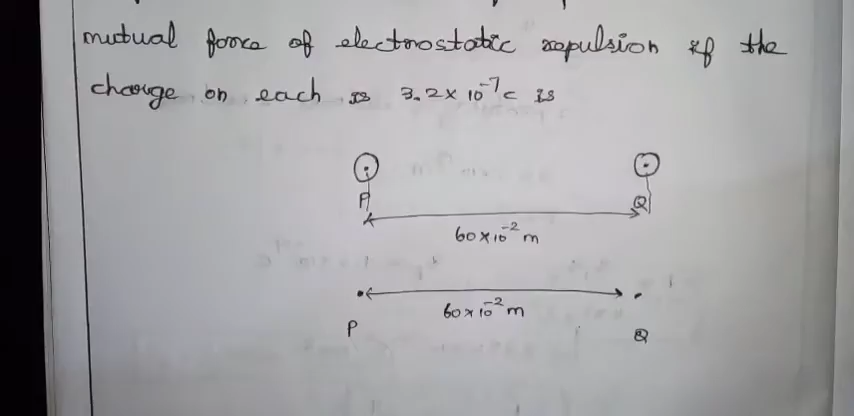 mutual force of electrostatic repulsion if the
charge on each is 3.2×10⁻⁷c is
P Q
60×10⁻² m
60×10⁻² m
P Q